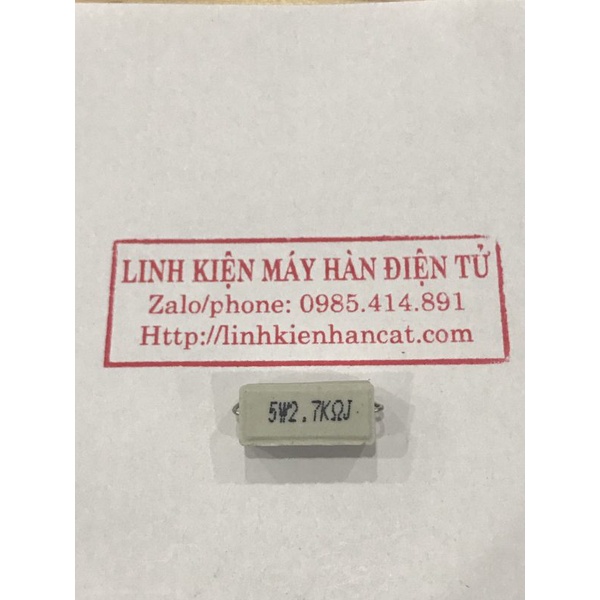 LINH KIỆN MÁY HÀN ĐIỆN TỬ
Zalo/phone: 0985.414.891
Http://linhkienhancat.com
5W2.7KΩJ